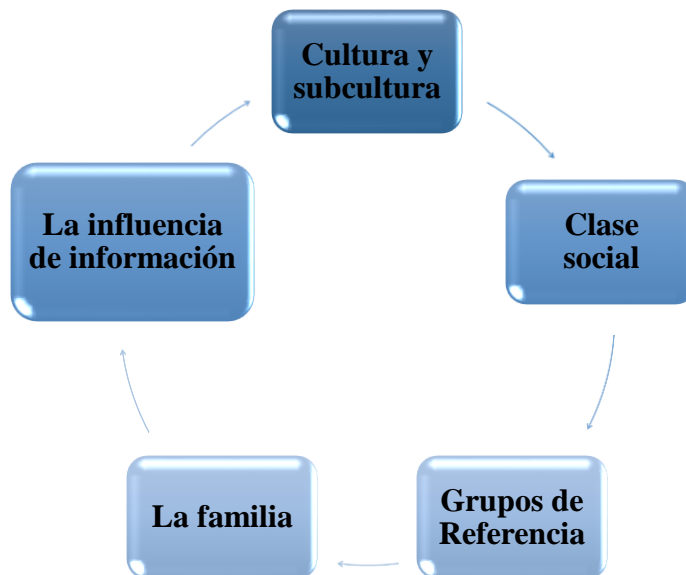 Cultura y
subcultura
Clase
social
Grupos de
Referencia
La familia
La influencia
de información